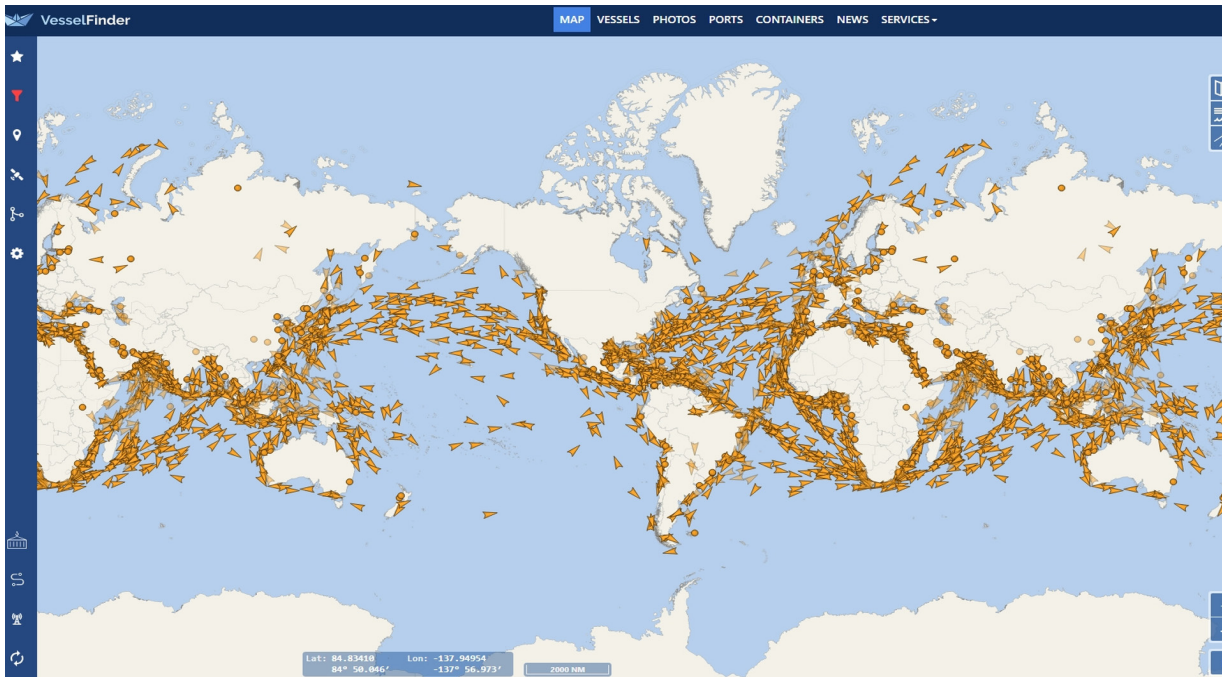 VesselFinder
MAP VESSELS PHOTOS PORTS CONTAINERS NEWS SERVICES
Lat: 84.83410 Lon: -137.94954
84° 50.046′ -137° 56.973′
2000 NM